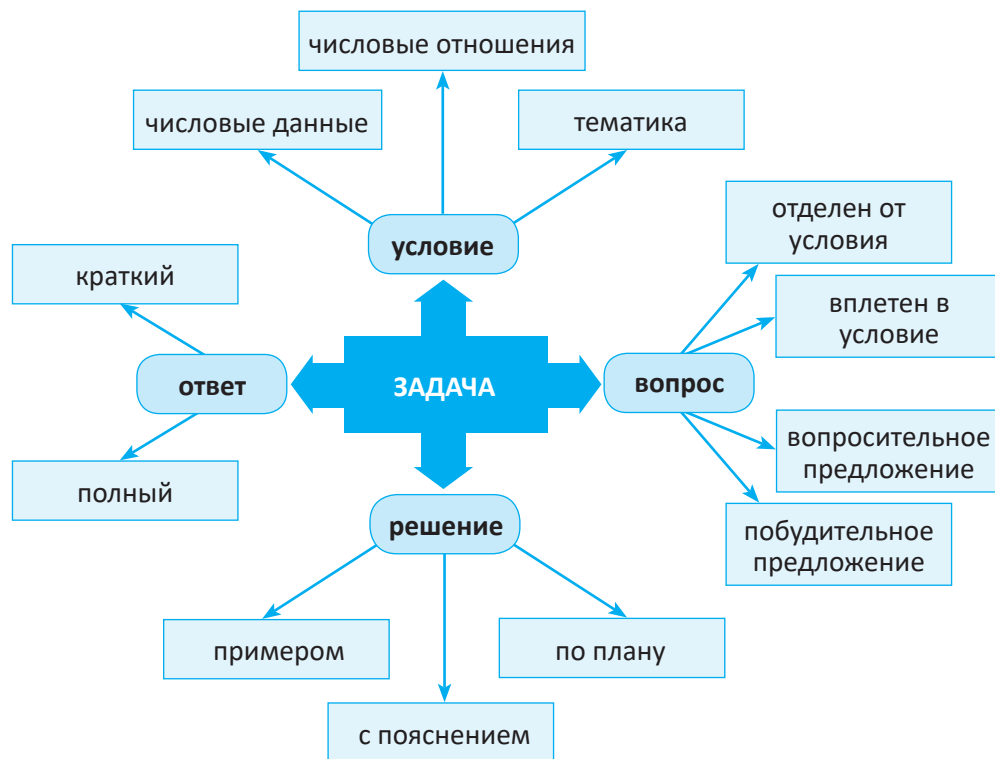 числовые отношения
числовые данные
тематика
условие
отделен от
условия
вплетен в
условие
краткий
ответ
ЗАДАЧА
вопрос
вопросительное
предложение
полный
побудительное
предложение
решение
примером
по плану
с пояснением